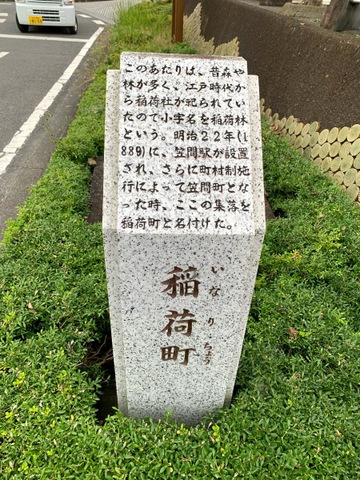 このあたりは、昔森や
林が多く、江戸時代か
ら稲荷社が祀られてい
たので小字名を稲荷林
という。明治22年(1
889)に、笠間駅が設置
され、さらに町村制施
行によって笠間町とな
った時、ここの集落を
稲荷町と名付けた。
稲荷町
いなりちょう